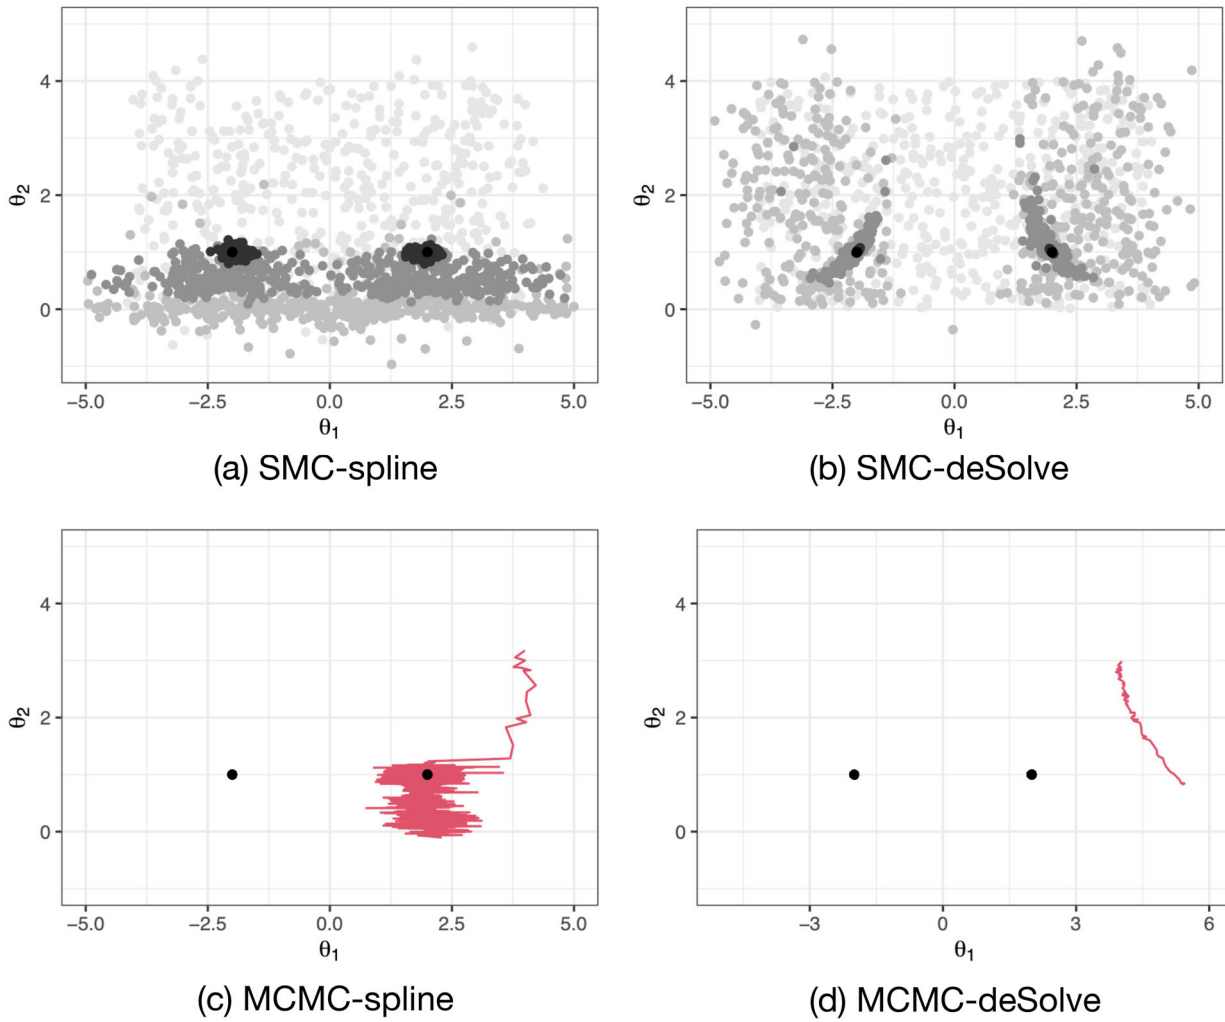 4
2
0
θ2
−5.0 −2.5 0.0 2.5 5.0
θ1
(a) SMC-spline
4
2
0
θ2
−5.0 −2.5 0.0 2.5 5.0
θ1
(b) SMC-deSolve
4
2
0
θ2
−5.0 −2.5 0.0 2.5 5.0
θ1
(c) MCMC-spline
4
2
0
θ2
−3 0 3 6
θ1
(d) MCMC-deSolve